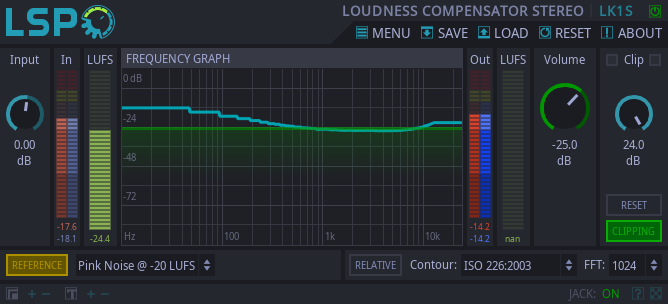 LSP LOUDNESS COMPENSATOR STEREO LK1S
MENU SAVE LOAD RESET ABOUT
Input In LUFS FREQUENCY GRAPH Out LUFS Volume Clip
0 dB
-24
-48
-72
Hz 100 1k 10k
0.00
dB
-17.6
-18.1
-24.4
-14.2
-14.2
nan
-25.0
dB
24.0
dB
RESET
CLIPPING
REFERENCE Pink Noise @ -20 LUFS RELATIVE Contour: ISO 226:2003 FFT: 1024
JACK: ON